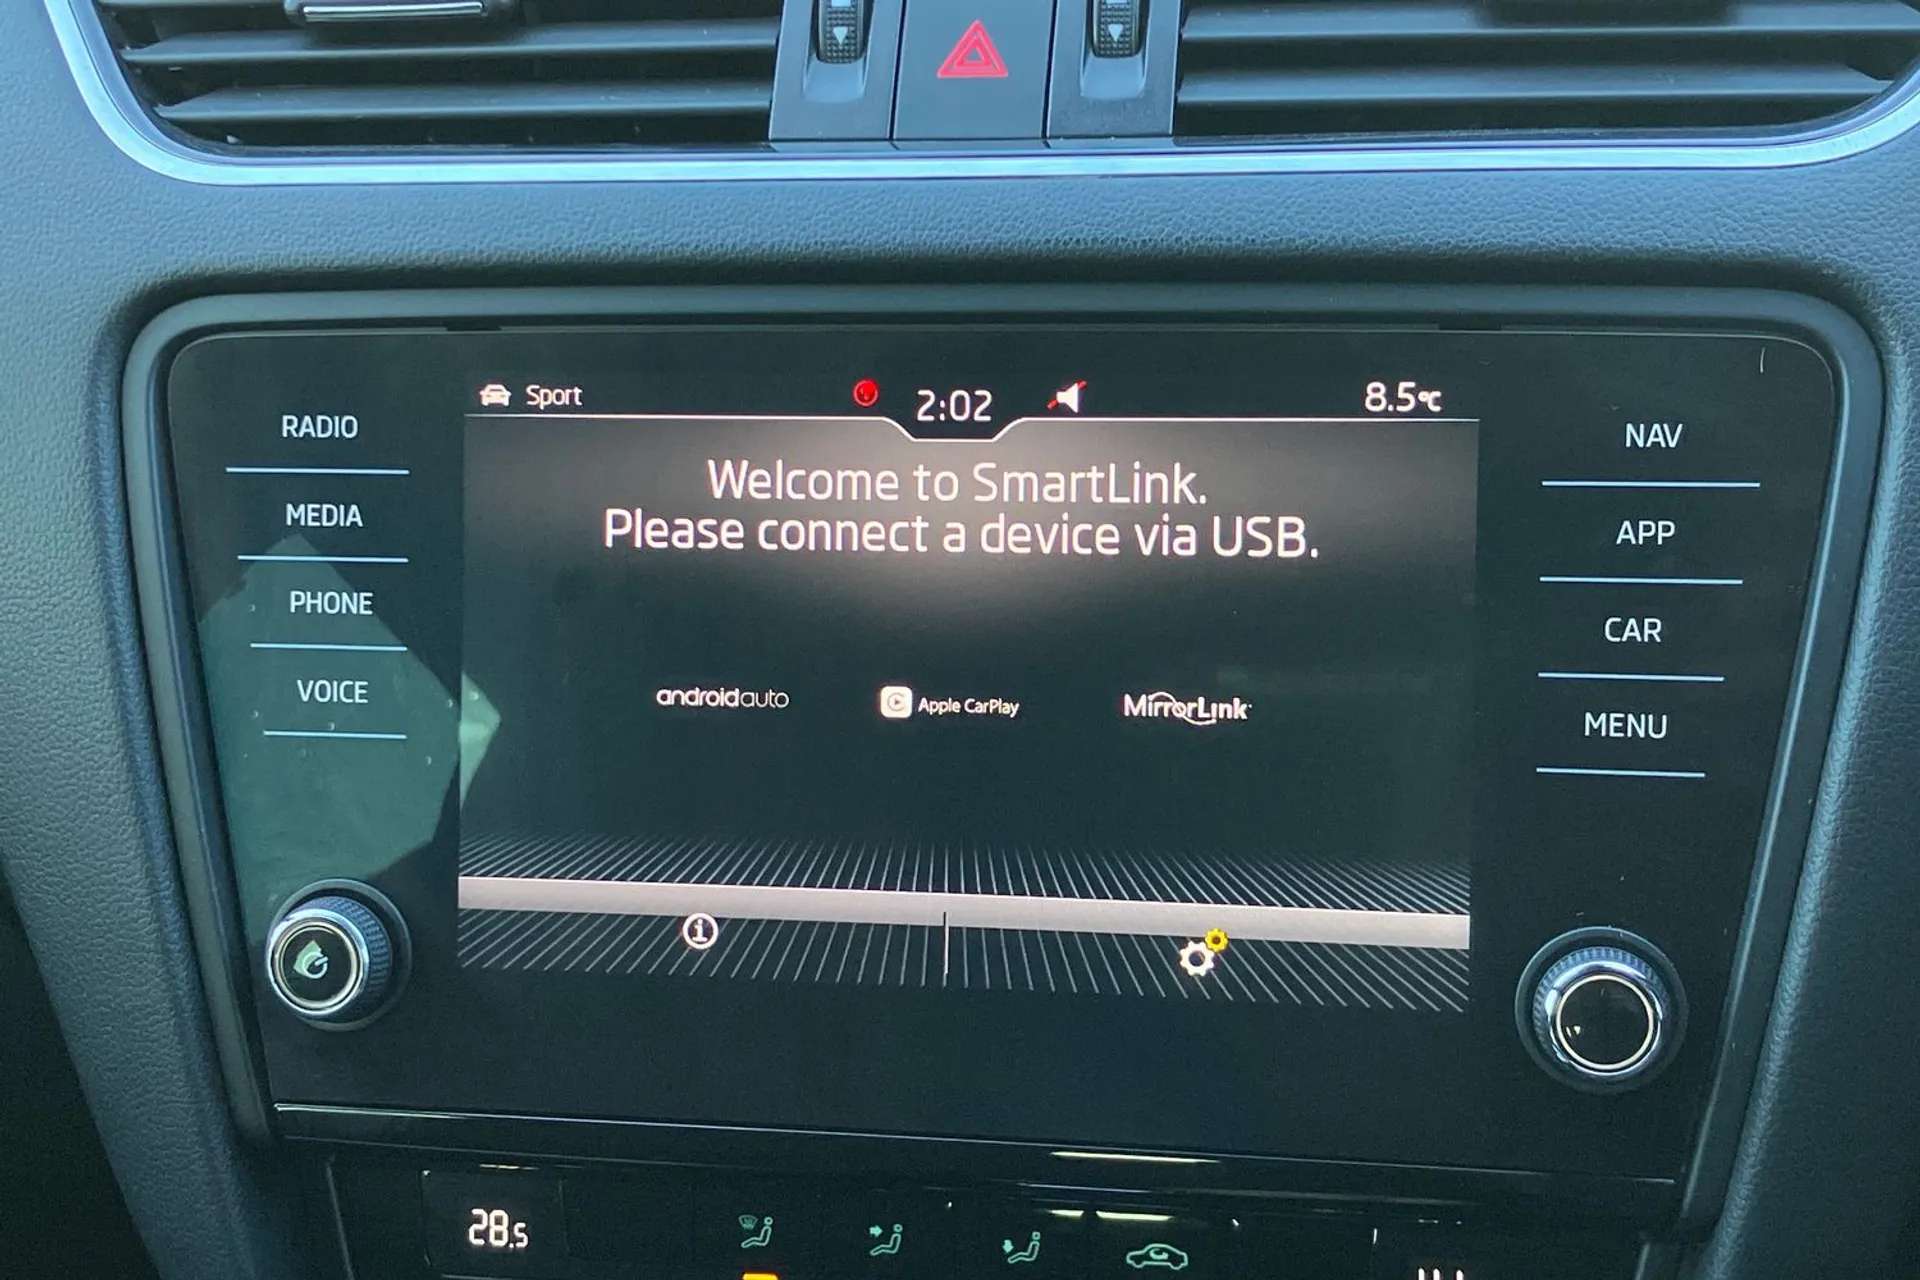 Sport 2:02 8.5°C
RADIO
MEDIA
PHONE
VOICE
Welcome to SmartLink.
Please connect a device via USB.
androidauto Apple CarPlay MirrorLink
NAV
APP
CAR
MENU
28.5